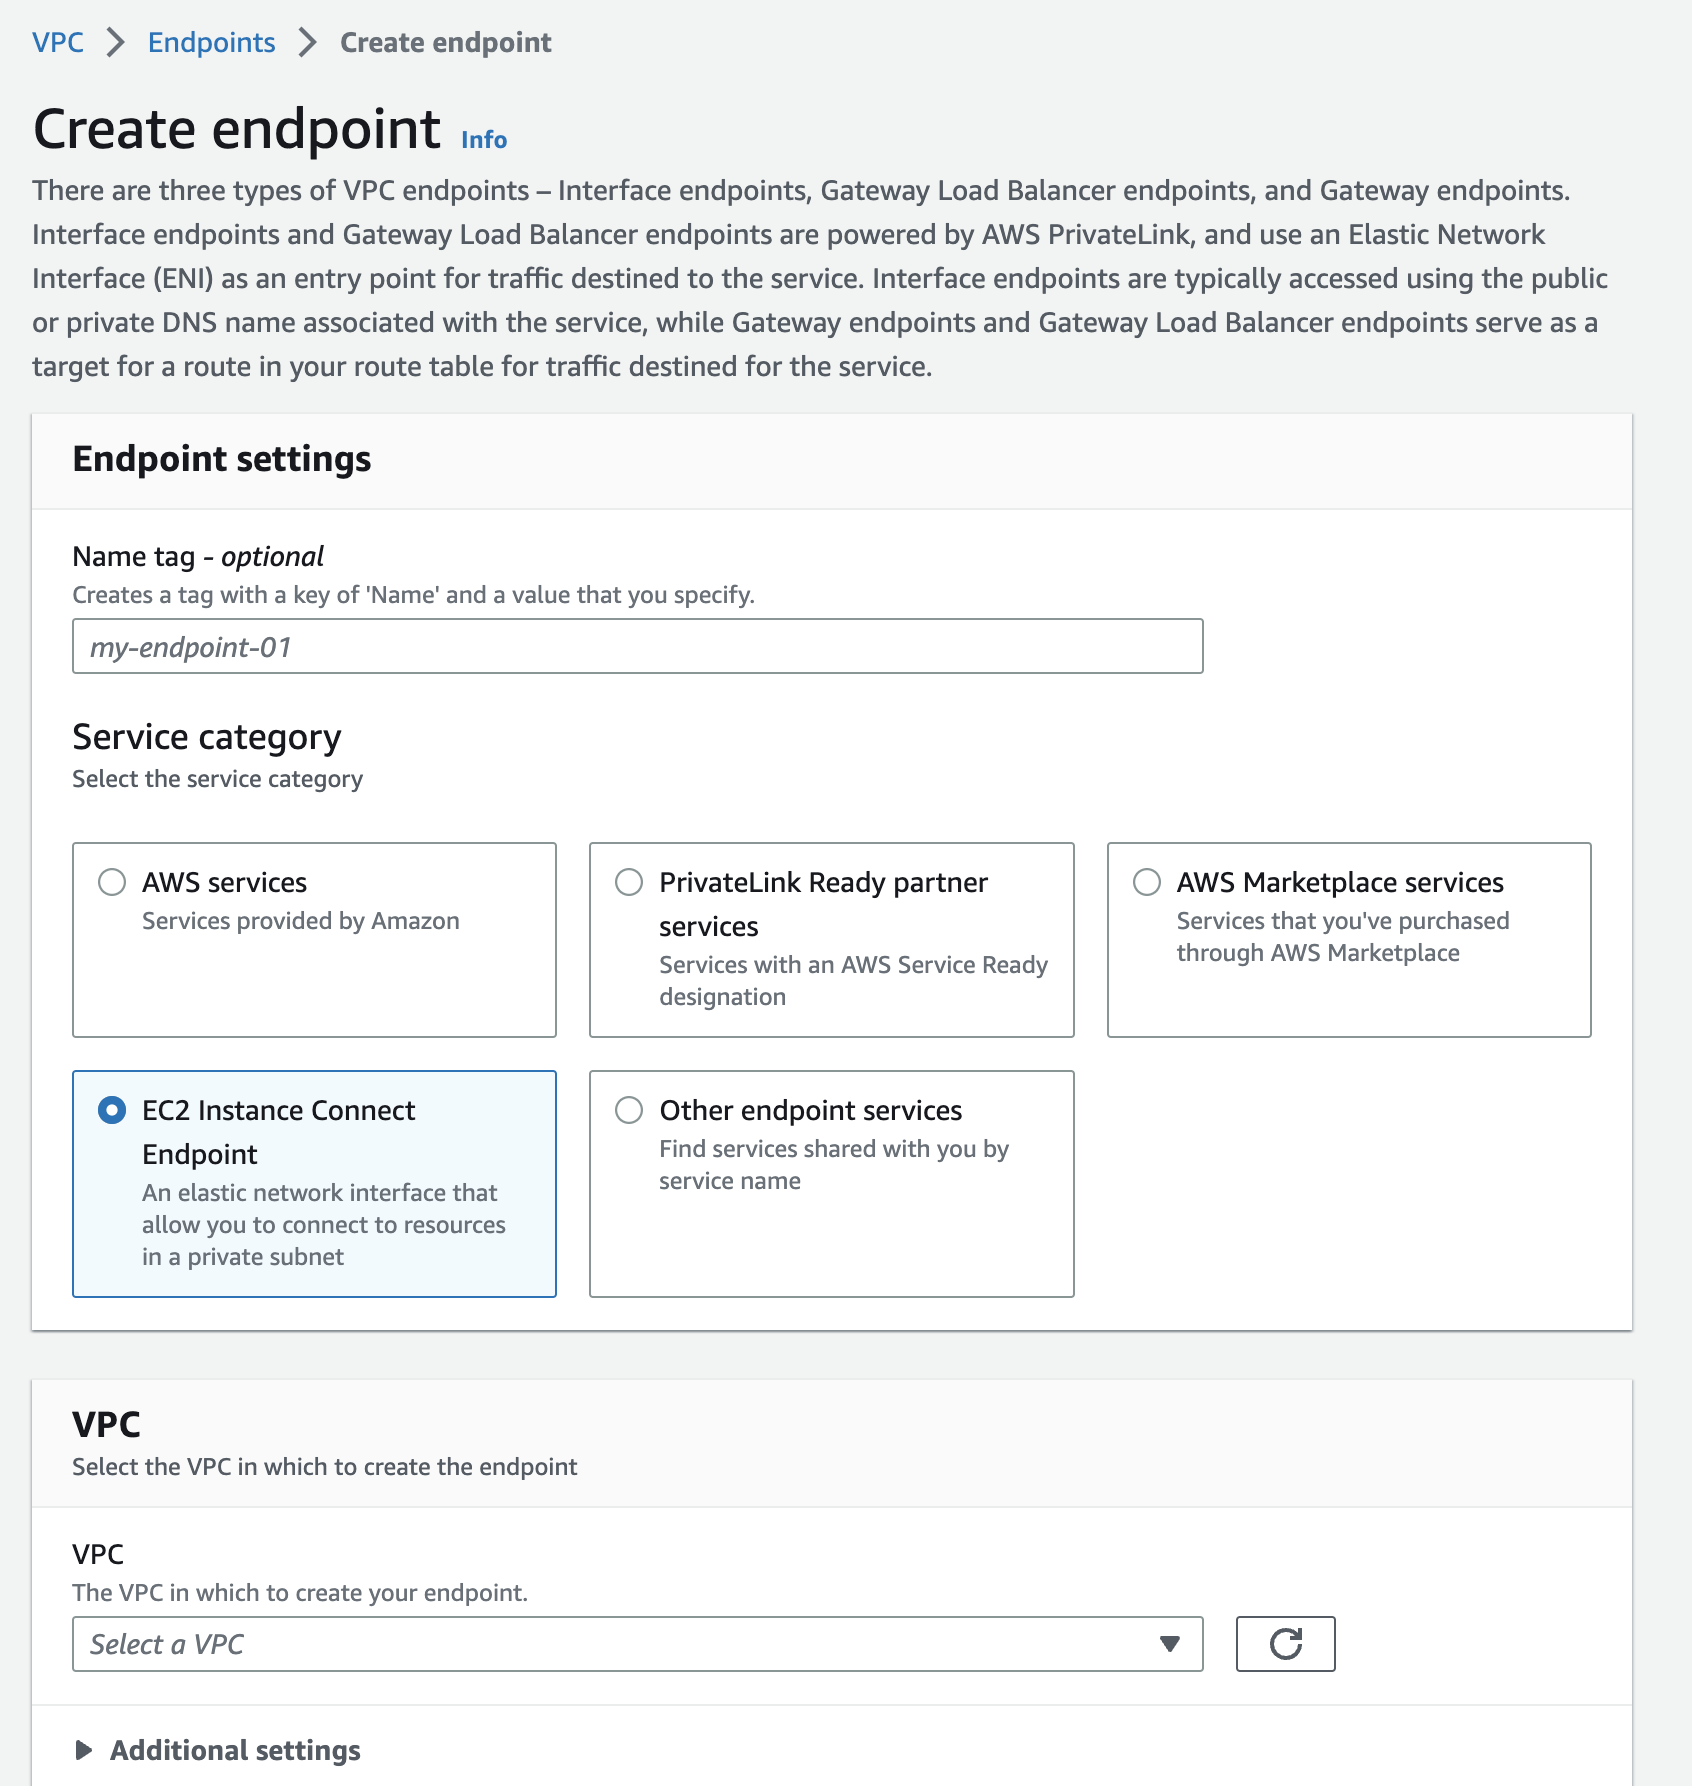 VPC > Endpoints > Create endpoint
Create endpoint Info
There are three types of VPC endpoints – Interface endpoints, Gateway Load Balancer endpoints, and Gateway endpoints.
Interface endpoints and Gateway Load Balancer endpoints are powered by AWS PrivateLink, and use an Elastic Network
Interface (ENI) as an entry point for traffic destined to the service. Interface endpoints are typically accessed using the public
or private DNS name associated with the service, while Gateway endpoints and Gateway Load Balancer endpoints serve as a
target for a route in your route table for traffic destined for the service.
Endpoint settings
Name tag - optional
Creates a tag with a key of 'Name' and a value that you specify.
my-endpoint-01
Service category
Select the service category
AWS services
Services provided by Amazon
PrivateLink Ready partner
services
Services with an AWS Service Ready
designation
AWS Marketplace services
Services that you've purchased
through AWS Marketplace
EC2 Instance Connect
Endpoint
An elastic network interface that
allow you to connect to resources
in a private subnet
Other endpoint services
Find services shared with you by
service name
VPC
Select the VPC in which to create the endpoint
VPC
The VPC in which to create your endpoint.
Select a VPC
Additional settings